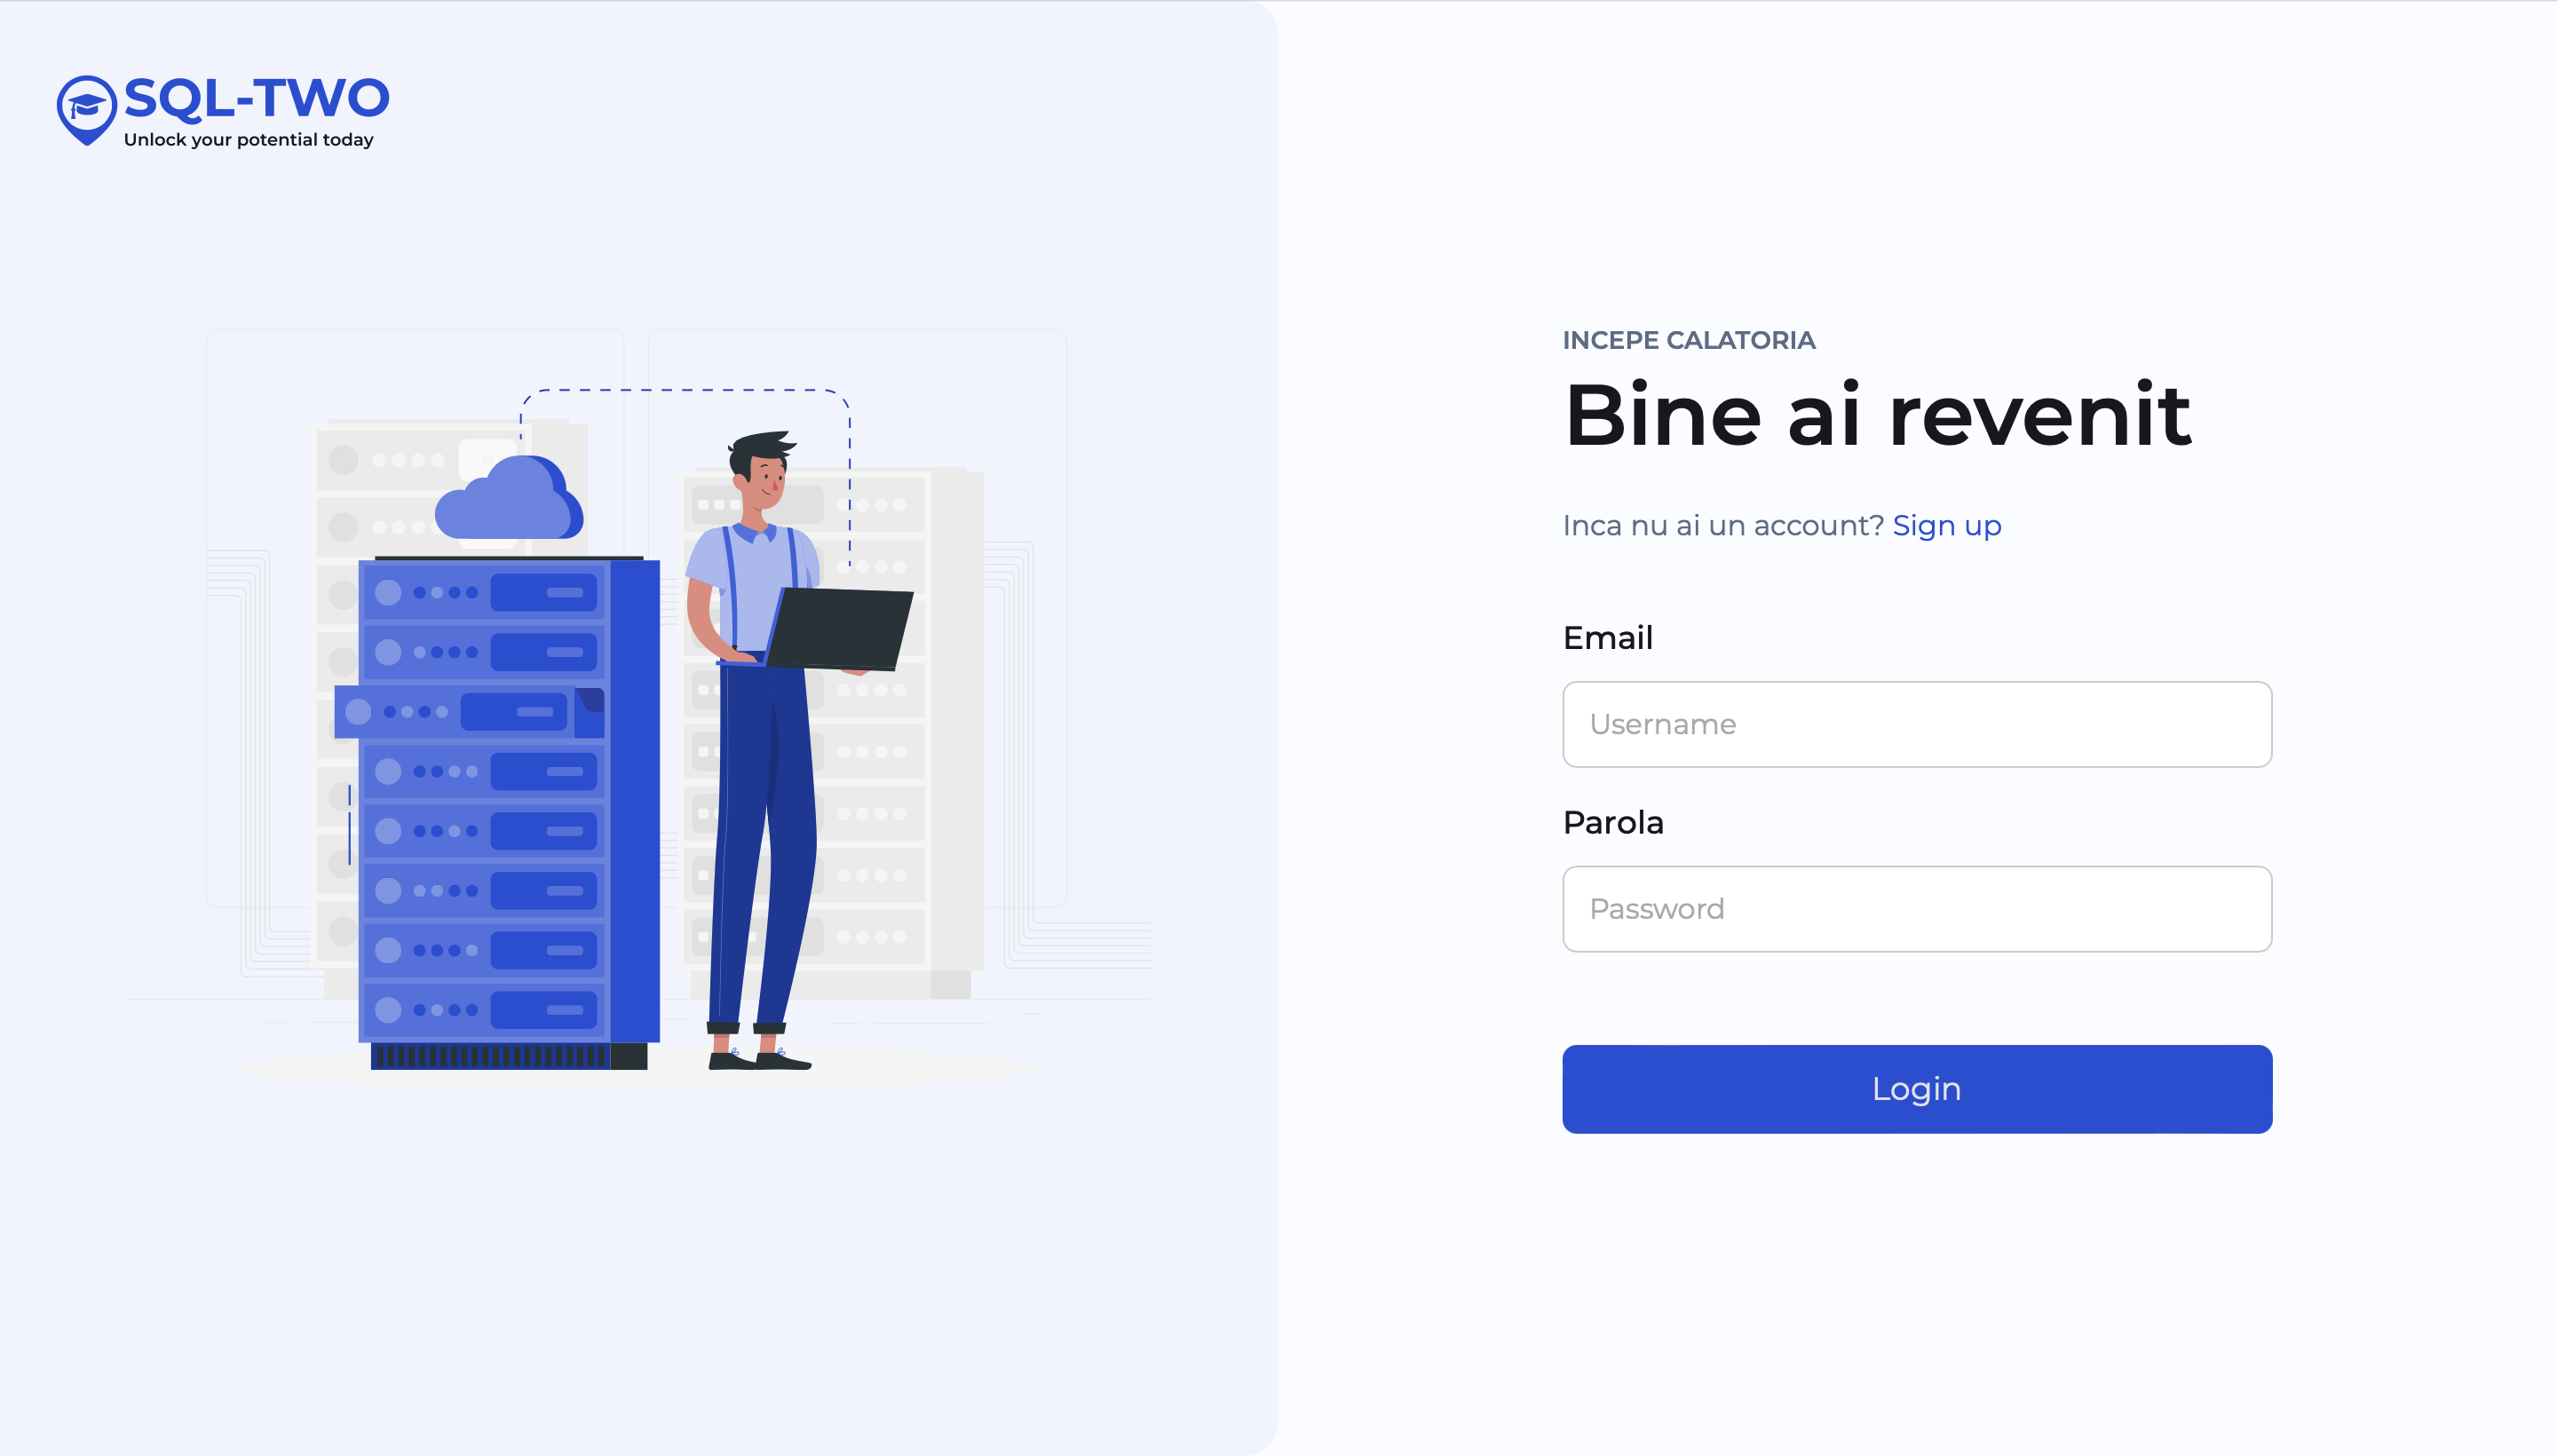 SQL-TWO
Unlock your potential today
INCEPE CALATORIA
Bine ai revenit
Inca nu ai un account? Sign up
Email
Username
Parola
Password
Login